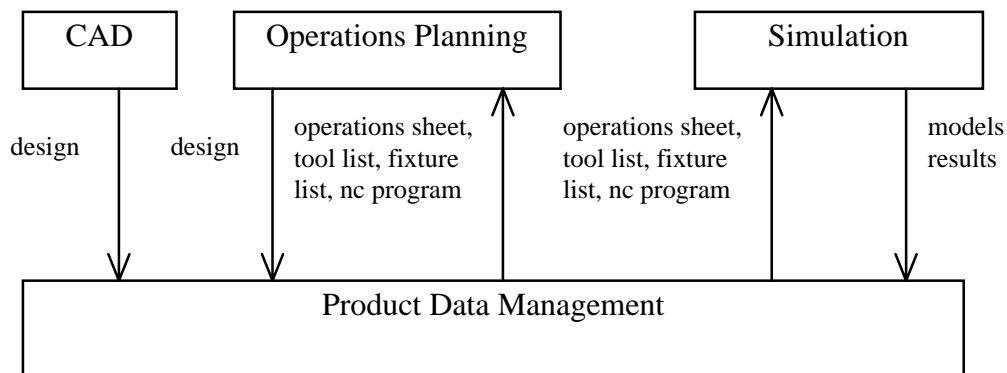 CAD
Operations Planning
Simulation
design
design
operations sheet,
tool list, fixture
list, nc program
operations sheet,
tool list, fixture
list, nc program
models
results
Product Data Management